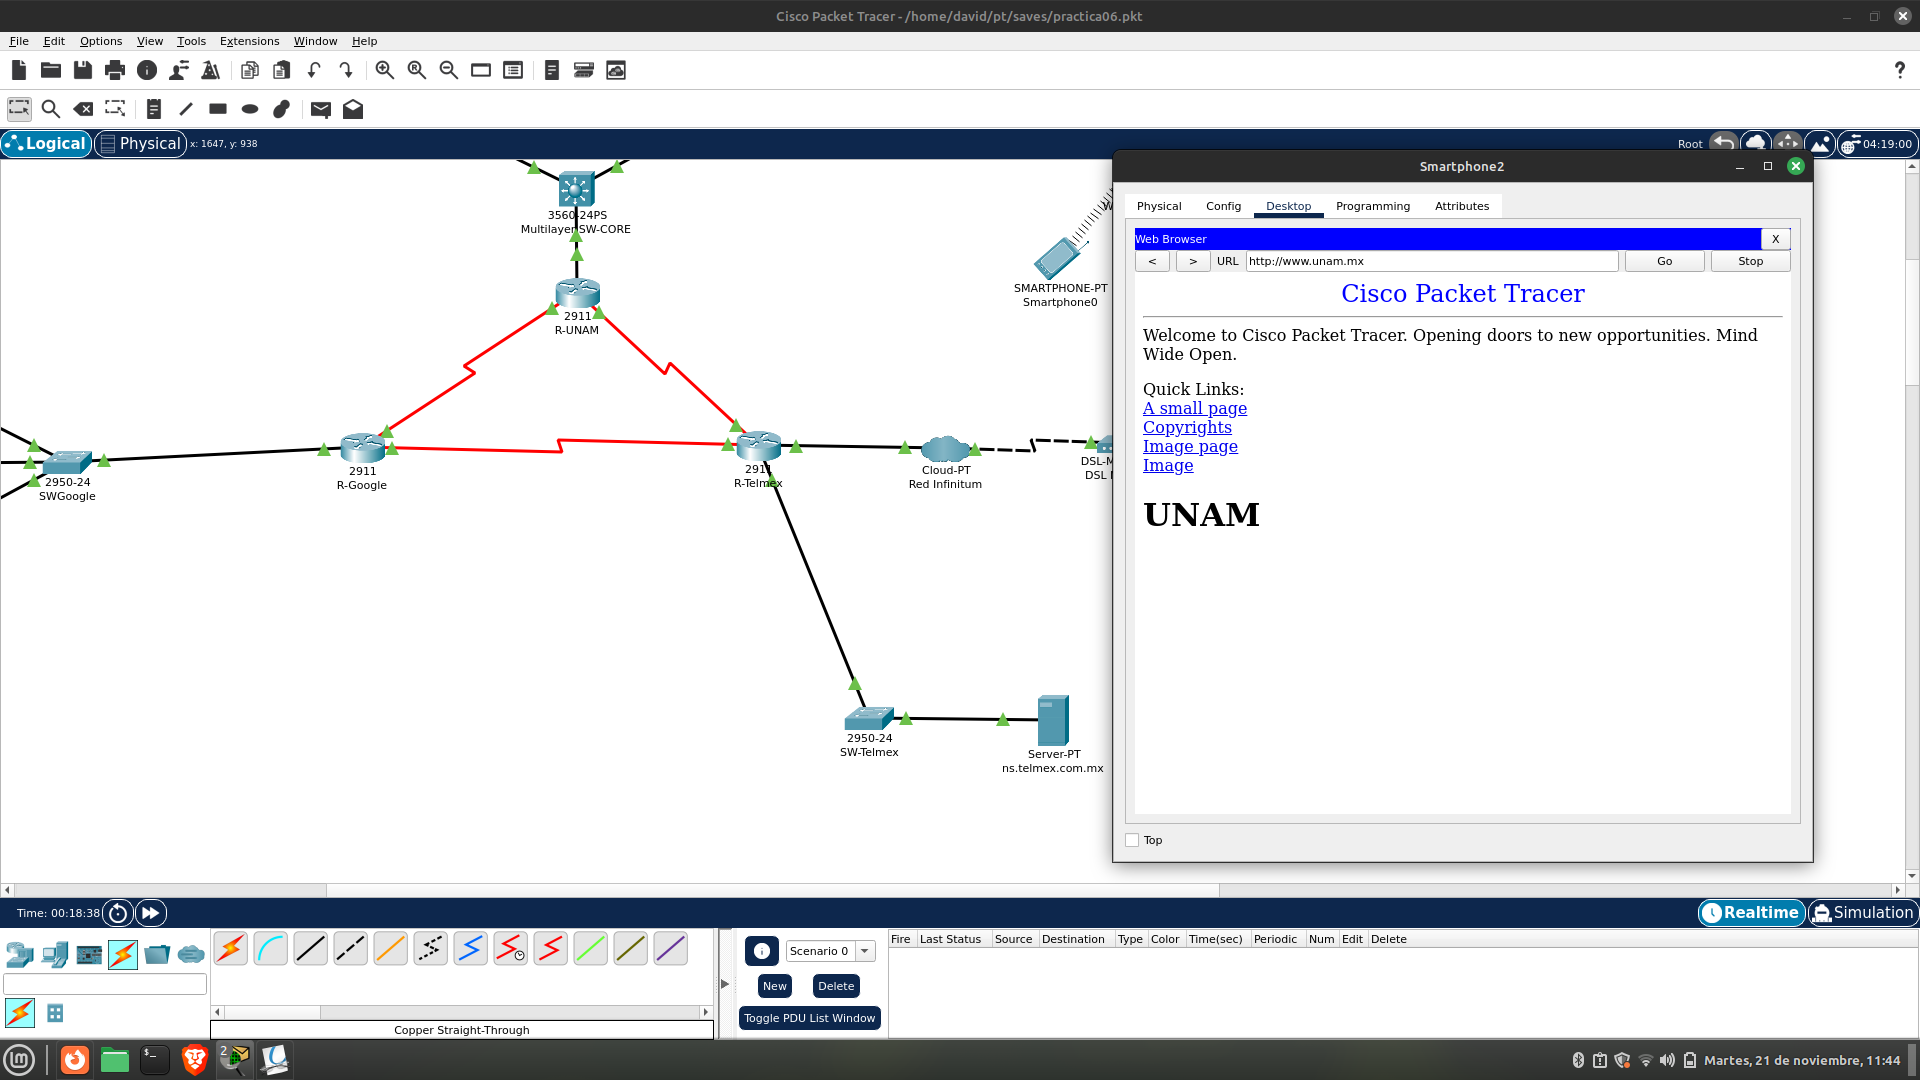 Cisco Packet Tracer - /home/david/pt/saves/practica06.pkt
File Edit Options View Tools Extensions Window Help
?
Logical Physical x: 1647, y: 938
Root 04:19:00
3560-24PS
Multilayer SW-CORE
2911
R-UNAM
SMARTPHONE-PT
Smartphone0
2950-24
SWGoogle
2911
R-Google
2911
R-Telmex
Cloud-PT
Red Infinitum
DSL-M
DSL
2950-24
SW-Telmex
Server-PT
ns.telmex.com.mx
Smartphone2
Physical Config Desktop Programming Attributes
Web Browser X
< > URL http://www.unam.mx Go Stop
Cisco Packet Tracer
Welcome to Cisco Packet Tracer. Opening doors to new opportunities. Mind
Wide Open.
Quick Links:
A small page
Copyrights
Image page
Image
UNAM
Top
Time: 00:18:38
Realtime Simulation
Copper Straight-Through
Scenario 0
New Delete
Toggle PDU List Window
Fire Last Status Source Destination Type Color Time(sec) Periodic Num Edit Delete
2
Martes, 21 de noviembre, 11:44